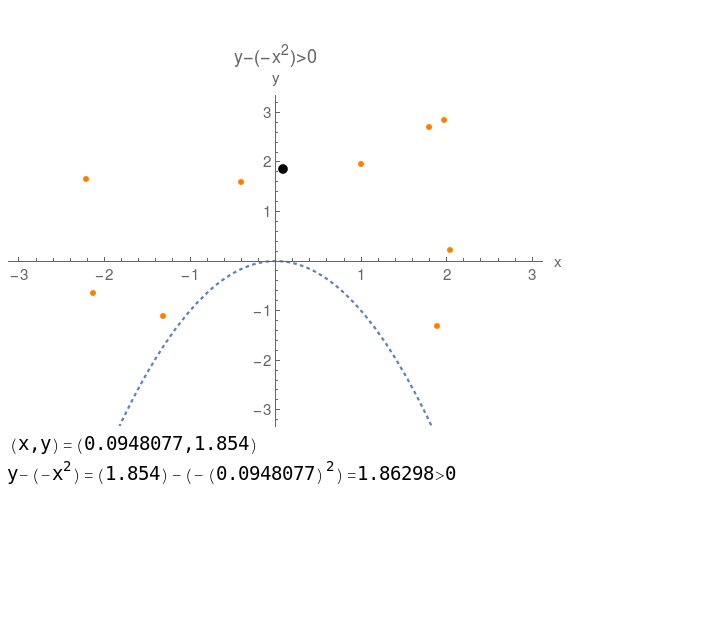 y-(-x²)>0
y
3
2
1
-3 -2 -1 1 2 3 x
-1
-2
-3
(x,y)=(0.0948077,1.854)
y-(-x²)=(1.854)-(-(0.0948077)²)=1.86298>0